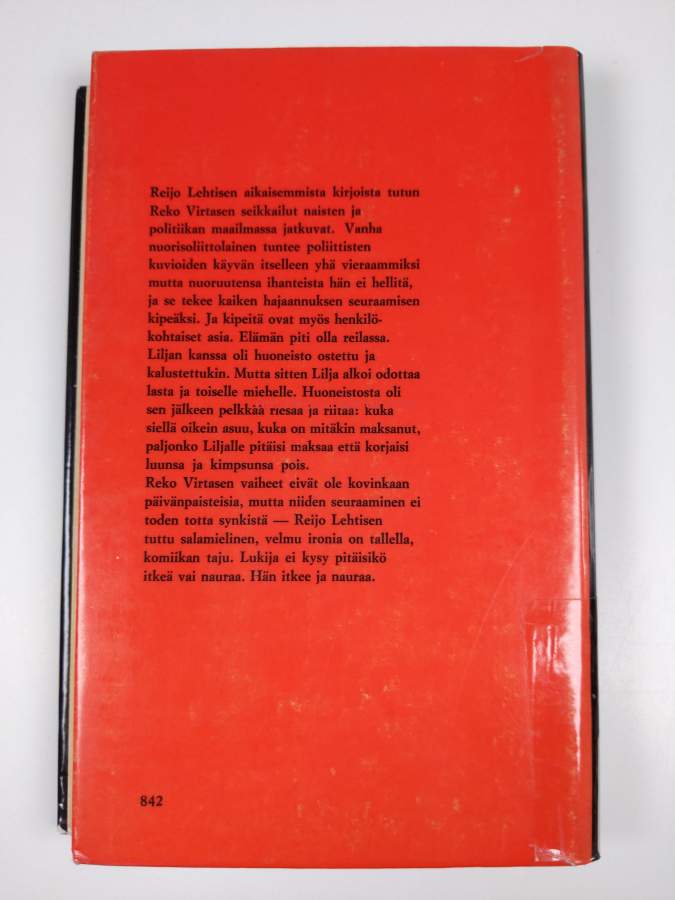 Reijo Lehtisen aikaisemmista kirjoista tutun
Reko Virtasen seikkailut naisten ja
politiikan maailmassa jatkuvat. Vanha
nuorisoliittolainen tuntee poliittisten
kuvioiden käyvän itselleen yhä vieraammiksi
mutta nuoruutensa ihanteista hän ei hellitä,
ja se tekee kaiken hajaannuksen seuraamisen
kipeäksi. Ja kipeitä ovat myös henkilö-
kohtaiset asia. Elämän piti olla reilassa.
Liljan kanssa oli huoneisto ostettu ja
kalustettukin. Mutta sitten Lilja alkoi odottaa
lasta ja toiselle miehelle. Huoneistosta oli
sen jälkeen pelkkää riesaa ja riitaa: kuka
siellä oikein asuu, kuka on mitäkin maksanut,
paljonko Liljalle pitäisi maksaa että korjaisi
luunsa ja kimpsunsa pois.
Reko Virtasen vaiheet eivät ole kovinkaan
päivänpaisteisia, mutta niiden seuraaminen ei
toden totta synkistä — Reijo Lehtisen
tuttu salamielinen, velmu ironia on tallella,
komiikan taju. Lukija ei kysy pitäisikö
itkeä vai nauraa. Hän itkee ja nauraa.
842